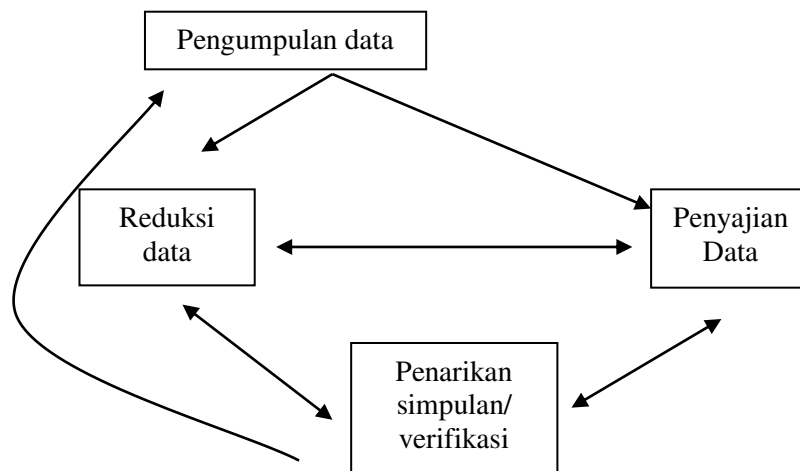 Pengumpulan data
Reduksi
data
Penyajian
Data
Penarikan
simpulan/
verifikasi